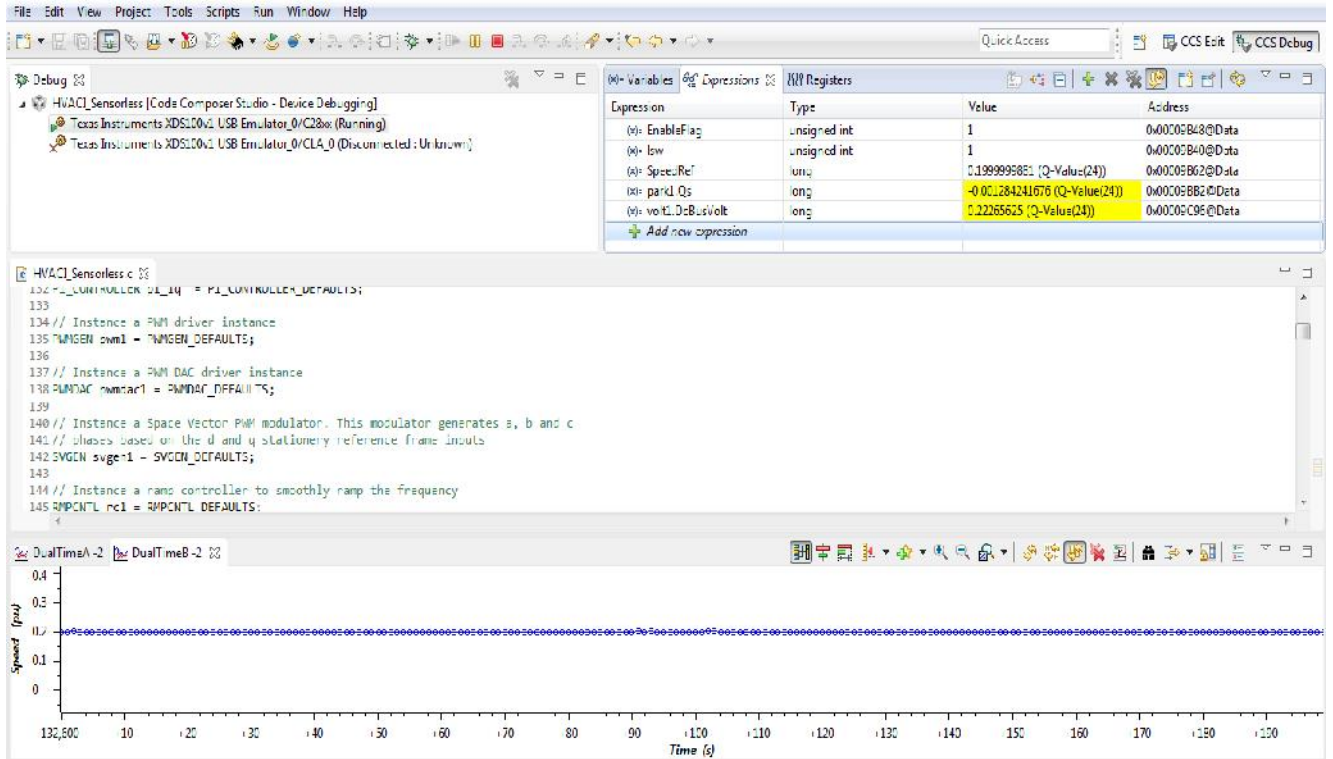 File Edit View Project Tools Scripts Run Window Help
Quick Access CCS Edit CCS Debug
Debug
HVACI_Sensorless [Code Composer Studio - Device Debugging]
Texas Instruments XDS100v1 USB Emulator_0/C28xx (Running)
Texas Instruments XDS100v1 USB Emulator_0/CLA_0 (Disconnected : Unknown)
(x)= Variables Expressions Registers
Expression Type Value Address
(x)= EnableFlag unsigned int 1 0x00009B48@Data
(x)= lsw unsigned int 1 0x00009B40@Data
(x)= SpeedRef long 0.1999999881 (Q-Value(24)) 0x00009B62@Data
(x)= park1.Qs long -0.001284241676 (Q-Value(24)) 0x00009BB2@Data
(x)= volt1.DcBusVolt long 0.22265625 (Q-Value(24)) 0x00009C96@Data
Add new expression
HVACI_Sensorless.c
132 PI_CONTROLLER pi_iq = PI_CONTROLLER_DEFAULTS;
133
134 // Instance a PWM driver instance
135 PWMGEN pwm1 = PWMGEN_DEFAULTS;
136
137 // Instance a PWM DAC driver instance
138 PWMDAC pwmdac1 = PWMDAC_DEFAULTS;
139
140 // Instance a Space Vector PWM modulator. This modulator generates a, b and c
141 // phases based on the d and q stationery reference frame inputs
142 SVGEN svgen1 = SVGEN_DEFAULTS;
143
144 // Instance a ramp controller to smoothly ramp the frequency
145 RMPCNTL rc1 = RMPCNTL_DEFAULTS;
DualTimeA -2 DualTimeB -2
0.4
0.3
0.2
0.1
0
Speed (pu)
132,600 +10 +20 +30 +40 +50 +60 +70 +80 +90 +100 +110 +120 +130 +140 +150 +160 +170 +180 +190
Time (s)